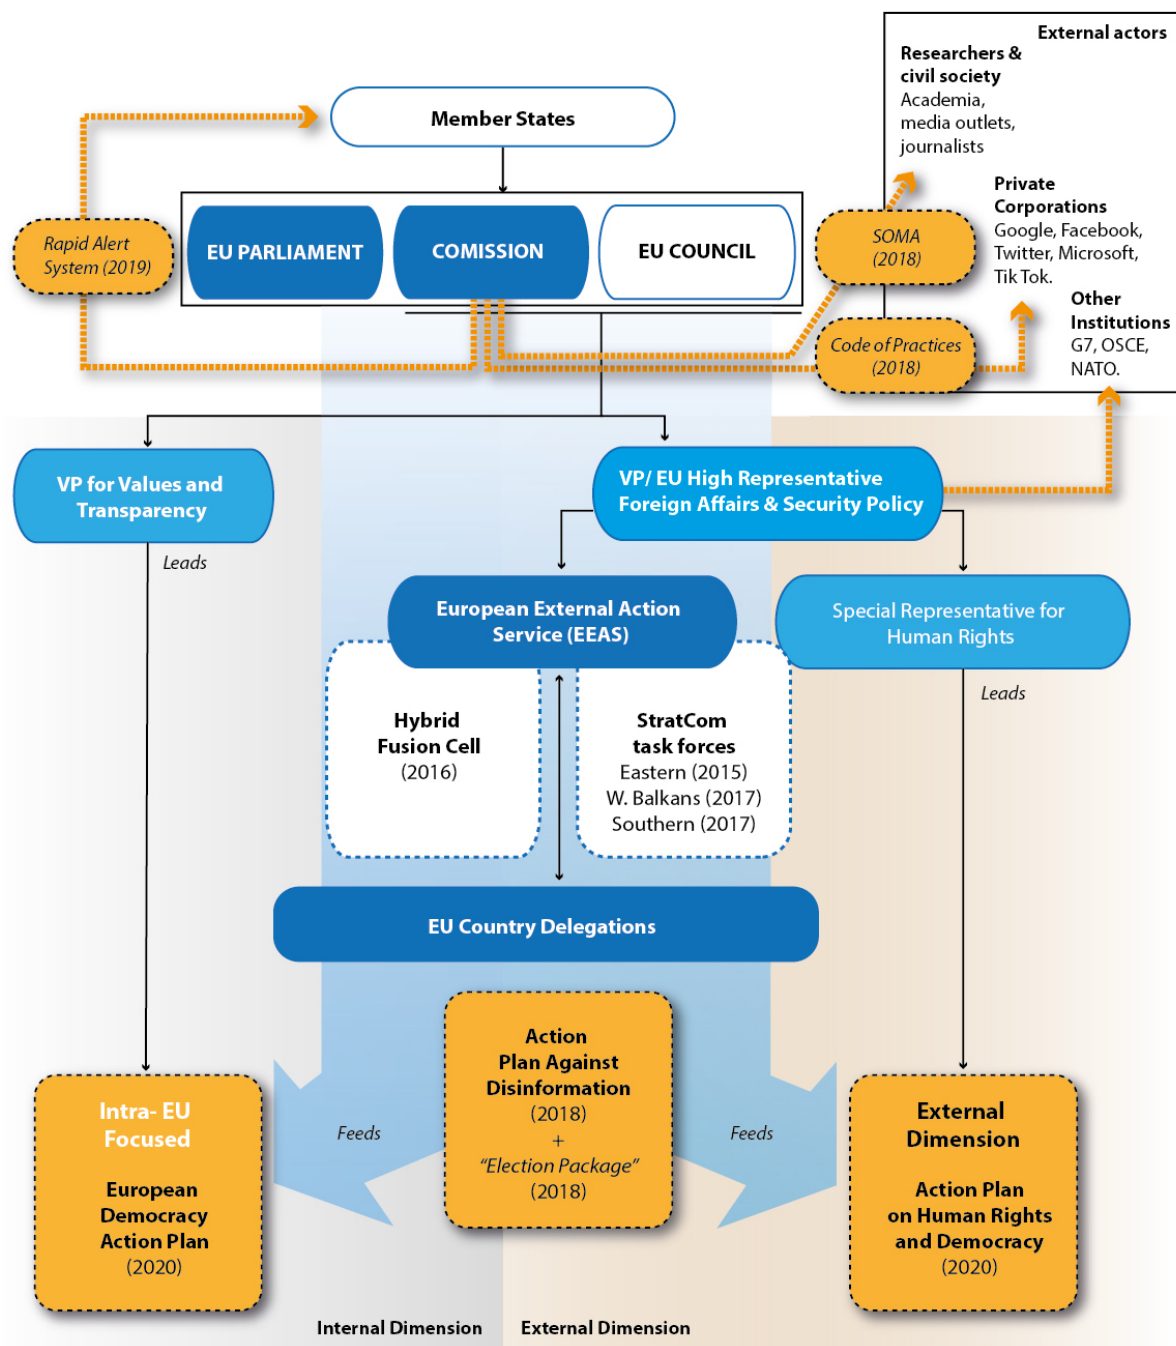 External actors
Researchers &
civil society
Academia,
media outlets,
journalists
Member States
Private
Corporations
Google, Facebook,
Twitter, Microsoft,
Tik Tok.
Rapid Alert
System (2019)
EU PARLIAMENT
COMISSION
EU COUNCIL
SOMA
(2018)
Other
Institutions
G7, OSCE,
NATO.
Code of Practices
(2018)
VP for Values and
Transparency
VP/ EU High Representative
Foreign Affairs & Security Policy
Leads
European External Action
Service (EEAS)
Special Representative for
Human Rights
Leads
Hybrid
Fusion Cell
(2016)
StratCom
task forces
Eastern (2015)
W. Balkans (2017)
Southern (2017)
EU Country Delegations
Action
Plan Against
Disinformation
(2018)
+
“Election Package”
(2018)
Feeds
Feeds
Intra- EU
Focused
European
Democracy
Action Plan
(2020)
External
Dimension
Action Plan
on Human Rights
and Democracy
(2020)
Internal Dimension
External Dimension